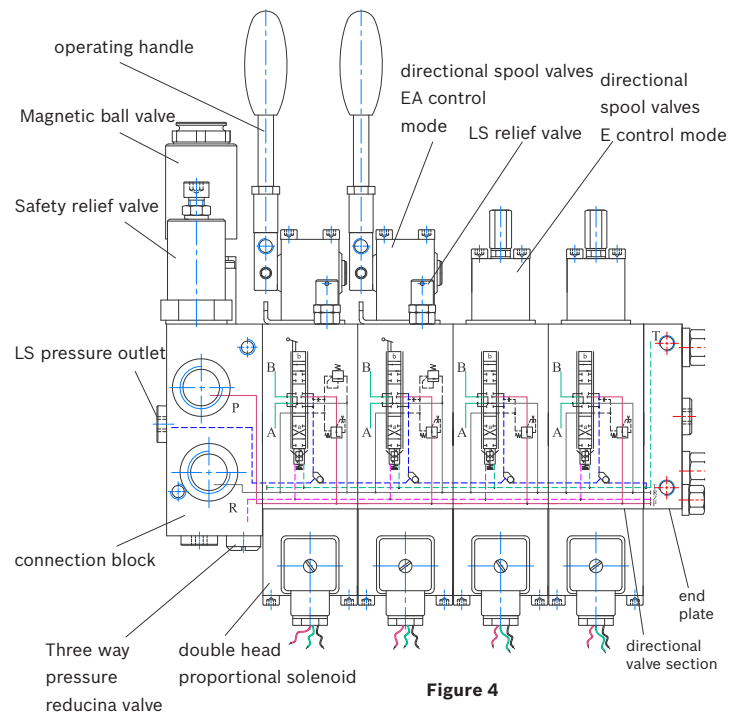 operating handle
directional spool valves
EA control
mode
directional
spool valves
E control mode
Magnetic ball valve
LS relief valve
Safety relief valve
LS pressure outlet
P
R
B
A
b
B
A
b
B
A
b
B
A
b
T
connection block
Three way
pressure
reducina valve
double head
proportional solenoid
end
plate
directional
valve section
Figure 4